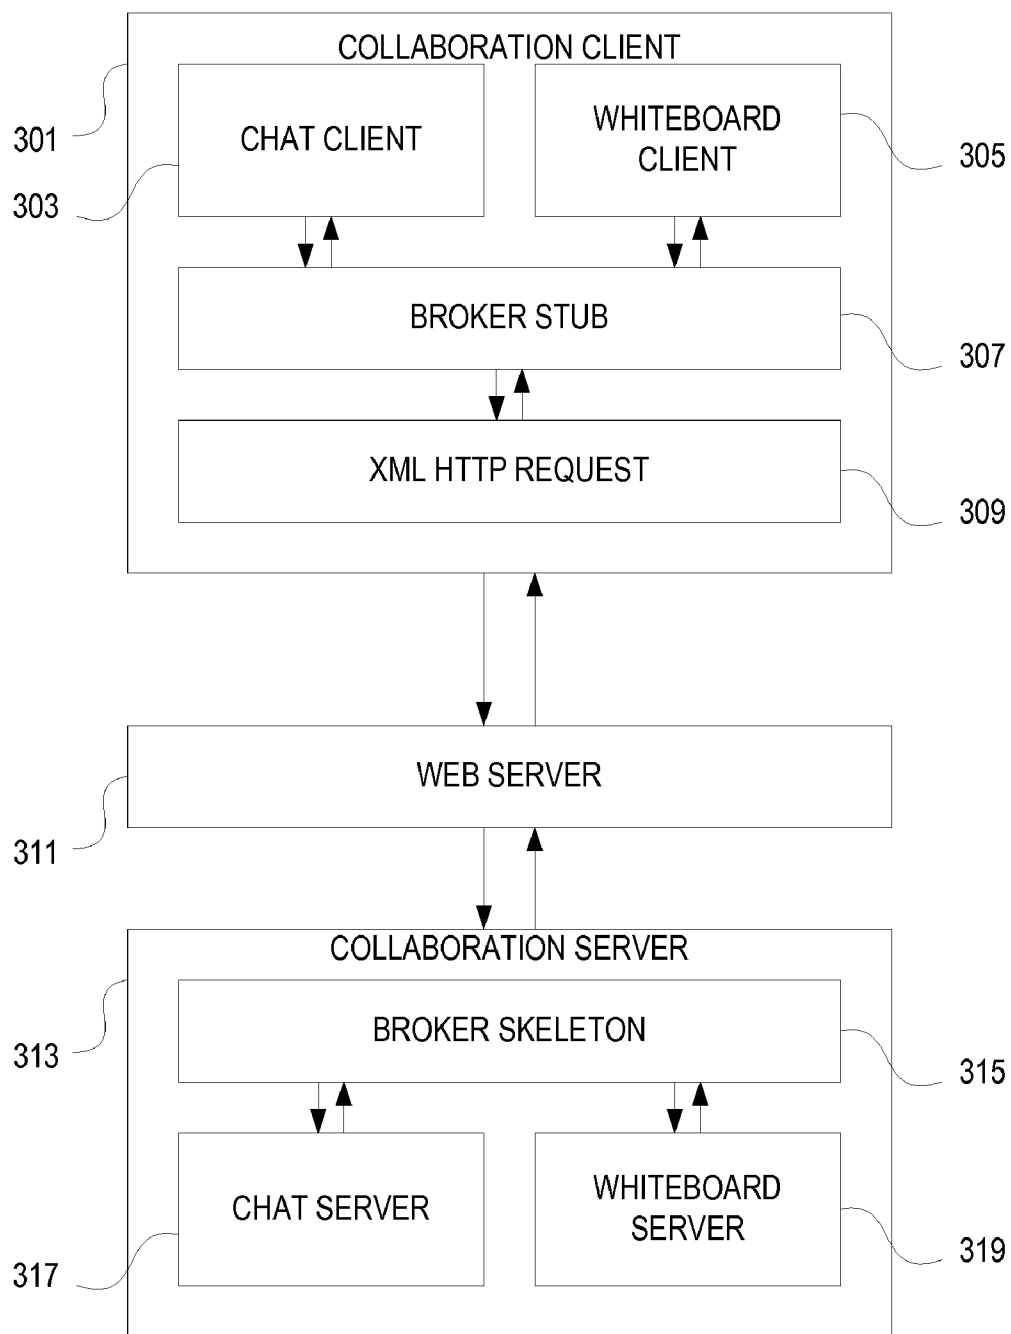 COLLABORATION CLIENT
301
CHAT CLIENT
WHITEBOARD
CLIENT
303
305
BROKER STUB
307
XML HTTP REQUEST
309
WEB SERVER
311
COLLABORATION SERVER
BROKER SKELETON
313
315
CHAT SERVER
WHITEBOARD
SERVER
317
319